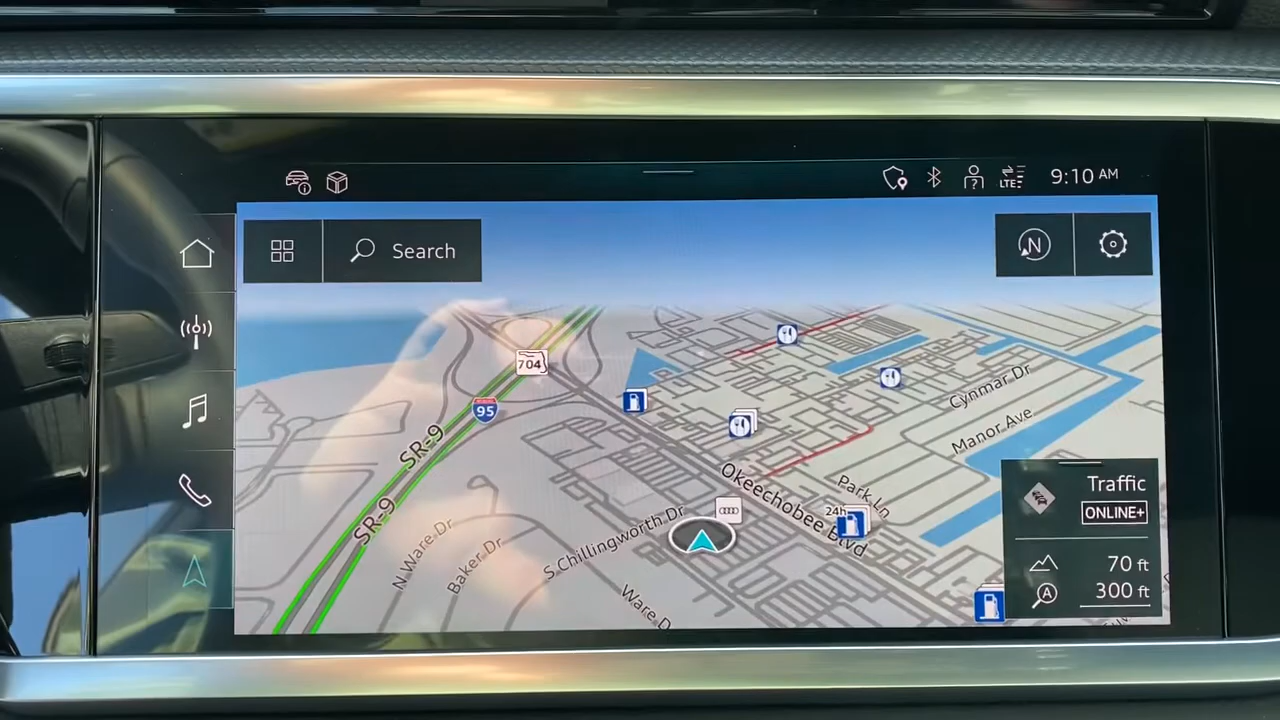 LTE
9:10 AM
Search
N
704
95
SR-9
SR-9
Cynmar Dr
Manor Ave
Park Ln
Okeechobee Blvd
24h
S Chillingworth Dr
N Ware Dr
Baker Dr
Ware D
Traffic
ONLINE+
70 ft
A
300 ft